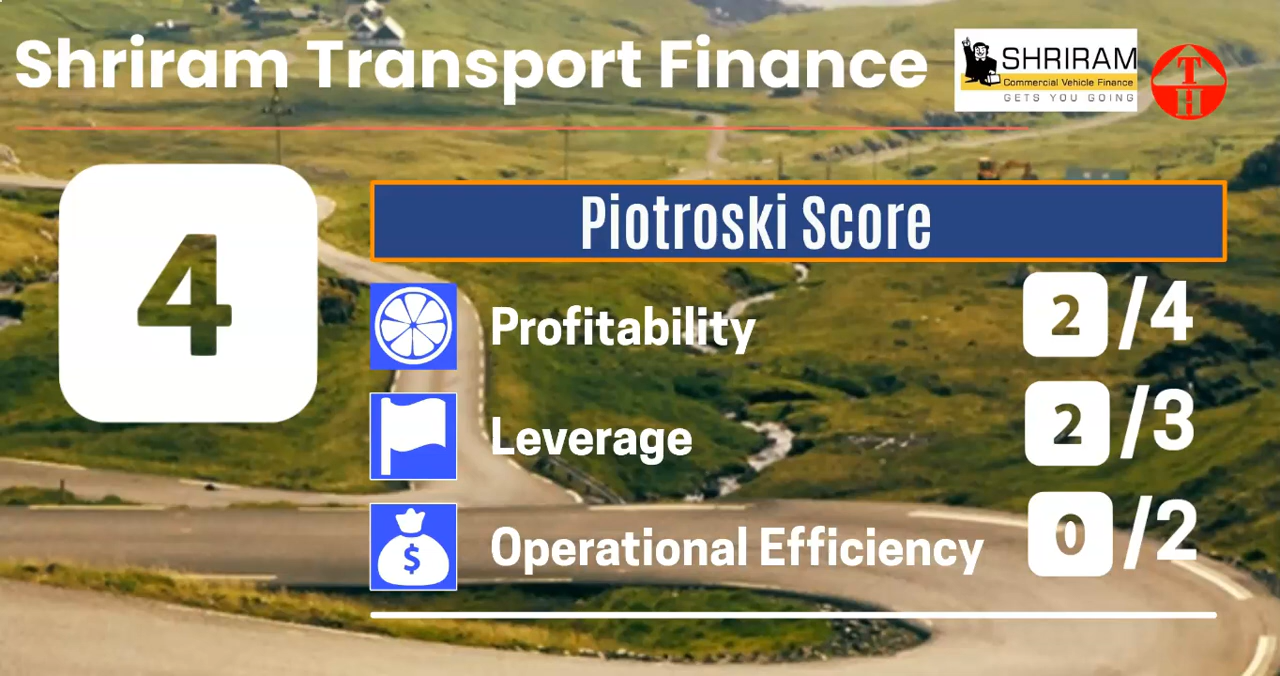 Shriram Transport Finance
SHRIRAM
Commercial Vehicle Finance
GETS YOU GOING
T
H
4
Piotroski Score
Profitability 2 /4
Leverage 2 /3
$ Operational Efficiency 0 /2